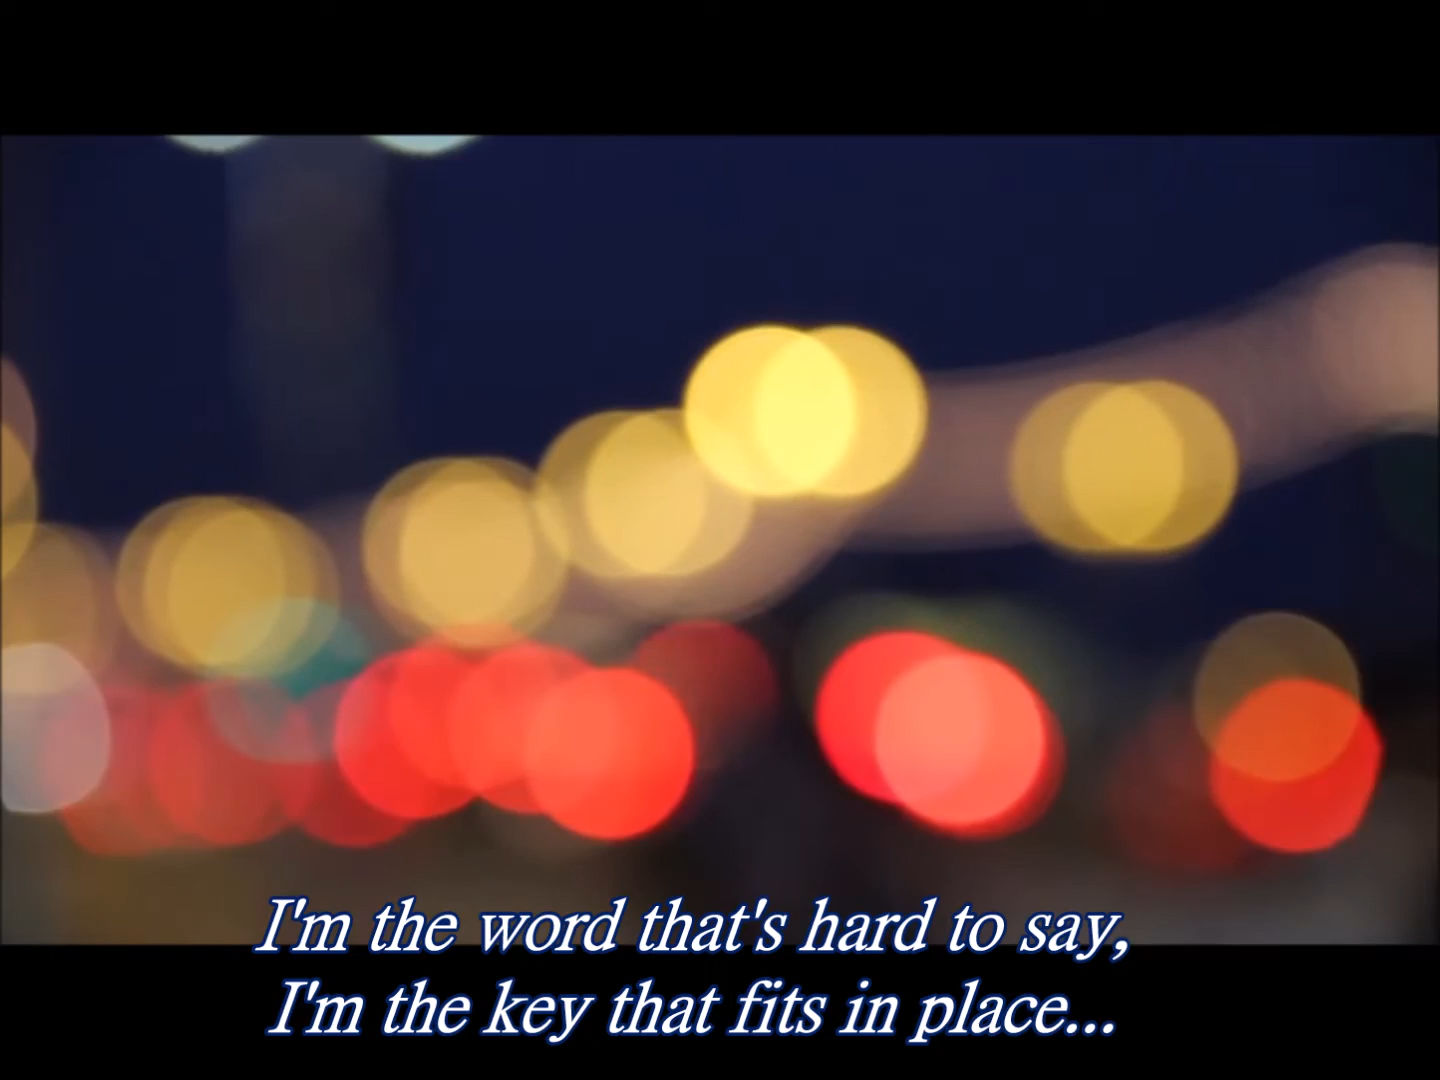 I'm the word that's hard to say,
I'm the key that fits in place...